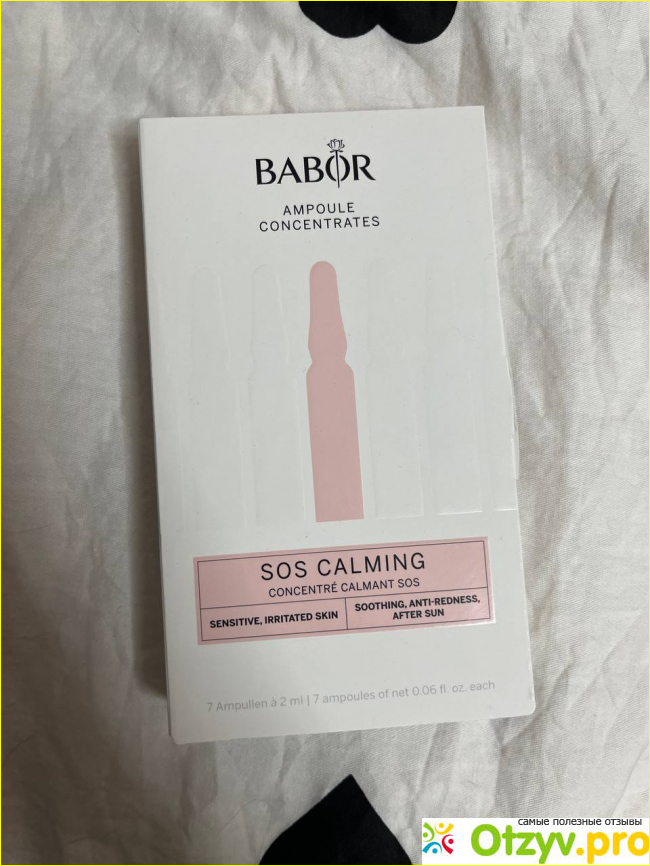 BABOR
AMPOULE
CONCENTRATES
SOS CALMING
CONCENTRÉ CALMANT SOS
SENSITIVE, IRRITATED SKIN
SOOTHING, ANTI-REDNESS,
AFTER SUN
7 Ampullen à 2 ml | 7 ampoules of net 0.06 fl. oz. each
самые полезные отзывы
Otzyv.pro